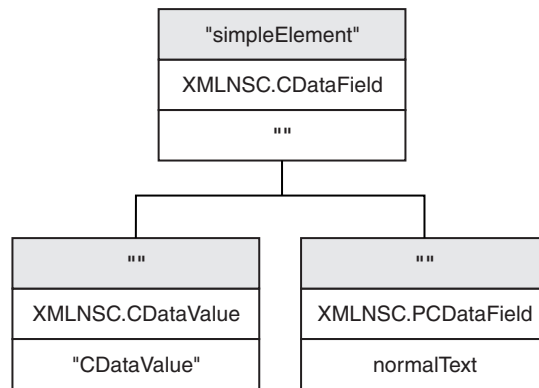 "simpleElement"
XMLNSC.CDataField
""
""
XMLNSC.CDataValue
"CDataValue"
""
XMLNSC.PCDataField
normalText